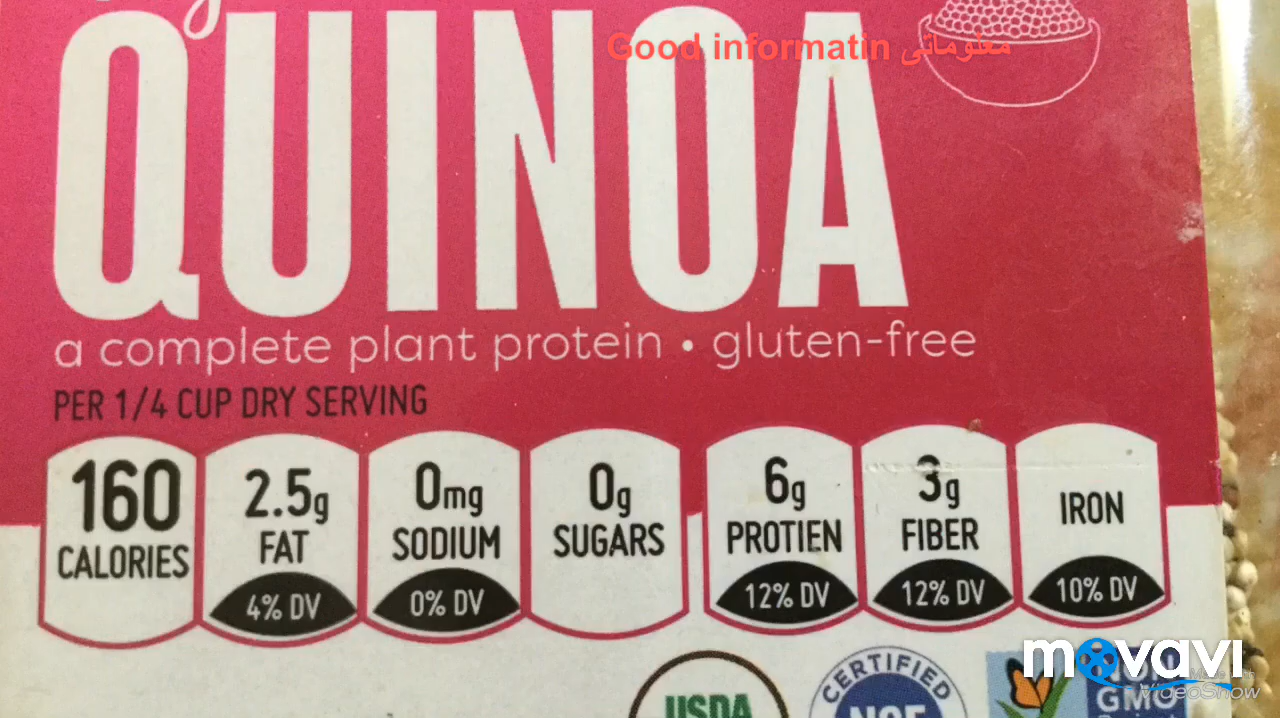 QUINOA
Good informatin معلوماتی
a complete plant protein • gluten-free
PER 1/4 CUP DRY SERVING
160
CALORIES
2.5g
FAT
4% DV
0mg
SODIUM
0% DV
0g
SUGARS
6g
PROTIEN
12% DV
3g
FIBER
12% DV
IRON
10% DV
USDA
CERTIFIED
GMO
movavi
VideoShow